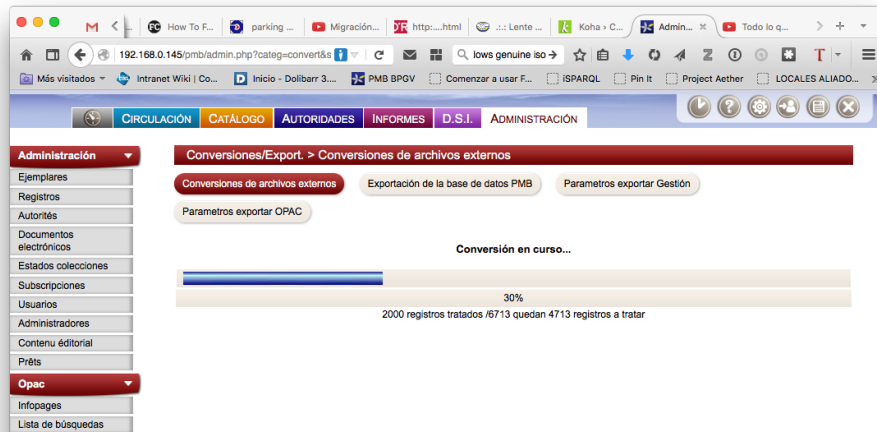 How To F...
parking ...
Migración...
http:....html
.:.: Lente ...
Koha › C...
Admin...
Todo lo q...
192.168.0.145/pmb/admin.php?categ=convert&s
lows genuine iso
Más visitados
Intranet Wiki | Co...
Inicio - Dolibarr 3....
PMB BPGV
Comenzar a usar F...
iSPARQL
Pin It
Project Aether
LOCALES ALIADO...
CIRCULACIÓN CATÁLOGO AUTORIDADES INFORMES D.S.I. ADMINISTRACIÓN
Administración
Ejemplares
Registros
Autorités
Documentos
electrónicos
Estados colecciones
Subscripciones
Usuarios
Administradores
Contenu éditorial
Prêts
Opac
Infopages
Lista de búsquedas
Conversiones/Export. > Conversiones de archivos externos
Conversiones de archivos externos
Exportación de la base de datos PMB
Parametros exportar Gestión
Parametros exportar OPAC
Conversión en curso...
30%
2000 registros tratados /6713 quedan 4713 registros a tratar